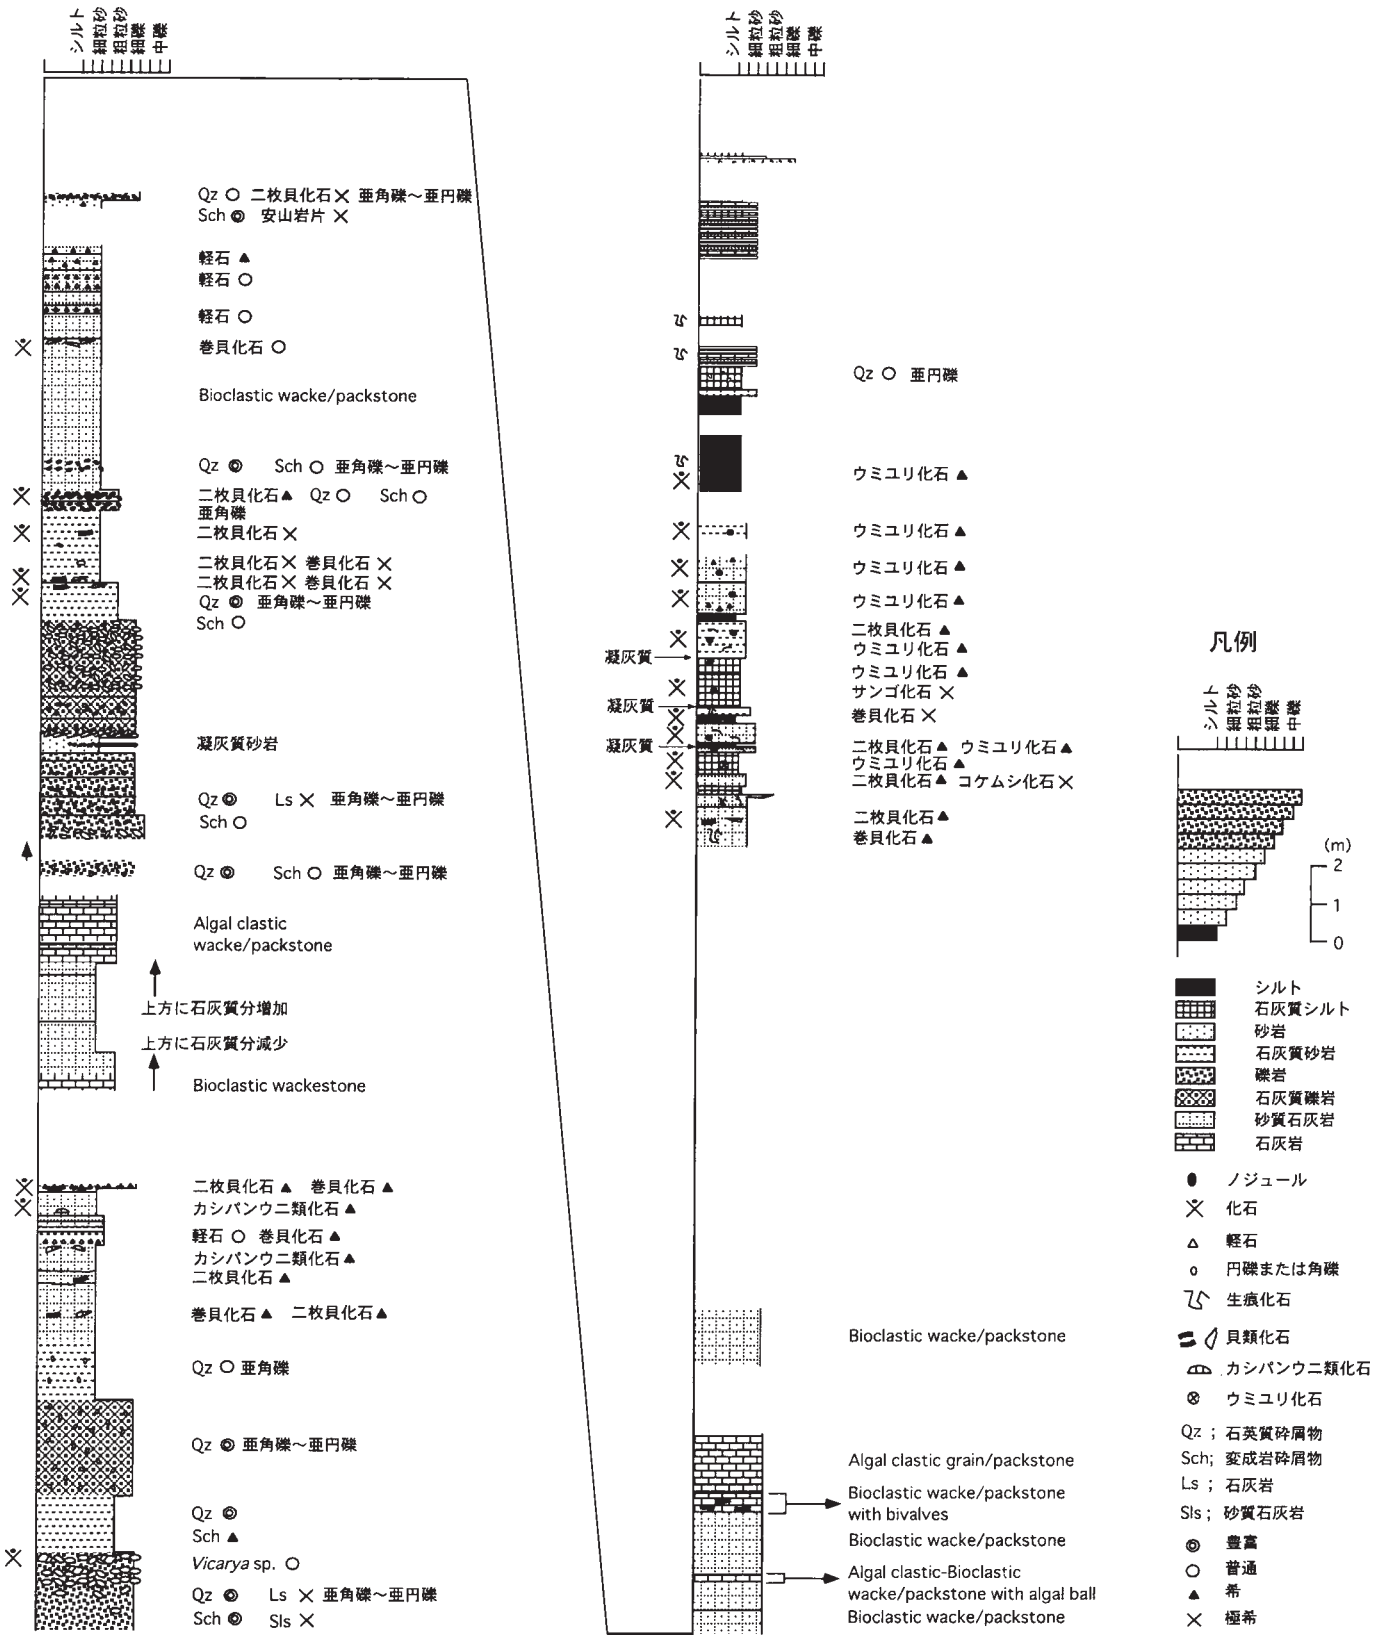 シルト
細粒砂
粗粒砂
細礫
中礫
Qz ○ 二枚貝化石 × 亜角礫～亜円礫
Sch ◎ 安山岩片 ×
軽石 ▲
軽石 ○
軽石 ○
巻貝化石 ○
Bioclastic wacke/packstone
Qz ◎ Sch ○ 亜角礫～亜円礫
二枚貝化石 ▲ Qz ○ Sch ○
亜角礫
二枚貝化石 ×
二枚貝化石 × 巻貝化石 ×
二枚貝化石 × 巻貝化石 ×
Qz ◎ 亜角礫～亜円礫
Sch ○
凝灰質砂岩
Qz ◎ Ls × 亜角礫～亜円礫
Sch ○
Qz ◎ Sch ○ 亜角礫～亜円礫
Algal clastic
wacke/packstone
上方に石灰質分増加
上方に石灰質分減少
Bioclastic wackestone
二枚貝化石 ▲ 巻貝化石 ▲
カシパンウニ類化石 ▲
軽石 ○ 巻貝化石 ▲
カシパンウニ類化石 ▲
二枚貝化石 ▲
巻貝化石 ▲ 二枚貝化石 ▲
Qz ○ 亜角礫
Qz ◎ 亜角礫～亜円礫
Qz ◎
Sch ▲
Vicarya sp. ○
Qz ◎ Ls × 亜角礫～亜円礫
Sch ◎ Sls ×
シルト
細粒砂
粗粒砂
細礫
中礫
Qz ○ 亜円礫
ウミユリ化石 ▲
ウミユリ化石 ▲
ウミユリ化石 ▲
ウミユリ化石 ▲
二枚貝化石 ▲
ウミユリ化石 ▲
凝灰質
ウミユリ化石 ▲
サンゴ化石 ×
凝灰質
巻貝化石 ×
凝灰質
二枚貝化石 ▲ ウミユリ化石 ▲
ウミユリ化石 ▲
二枚貝化石 ▲ コケムシ化石 ×
二枚貝化石 ▲
巻貝化石 ▲
Bioclastic wacke/packstone
Algal clastic grain/packstone
Bioclastic wacke/packstone
with bivalves
Bioclastic wacke/packstone
Algal clastic-Bioclastic
wacke/packstone with algal ball
Bioclastic wacke/packstone
凡例
シルト
細粒砂
粗粒砂
細礫
中礫
(m)
2
1
0
シルト
石灰質シルト
砂岩
石灰質砂岩
礫岩
石灰質礫岩
砂質石灰岩
石灰岩
ノジュール
化石
軽石
円礫または角礫
生痕化石
貝類化石
カシパンウニ類化石
ウミユリ化石
Qz ; 石英質砕屑物
Sch; 変成岩砕屑物
Ls ; 石灰岩
Sls ; 砂質石灰岩
◎ 豊富
○ 普通
▲ 希
× 極希